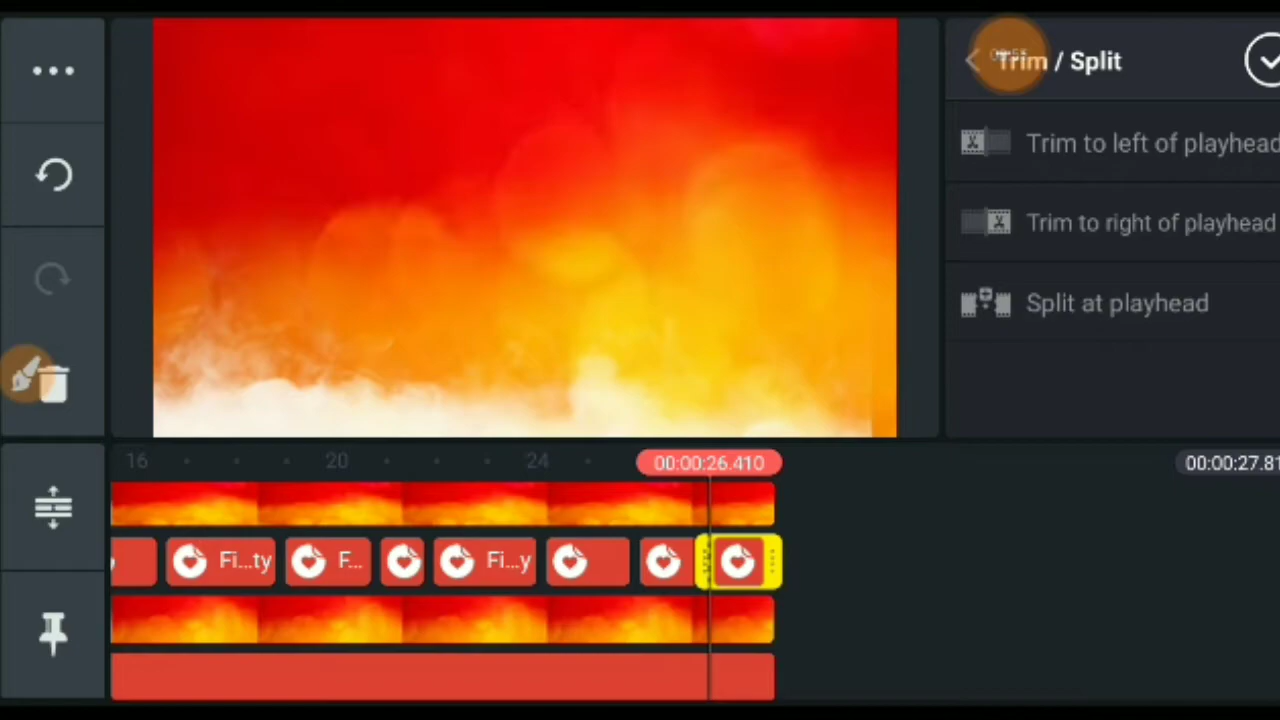 Trim / Split
Trim to left of playhead
Trim to right of playhead
Split at playhead
16
20
24
00:00:26.410
00:00:27.81
Fi...ty
F...
Fi...y